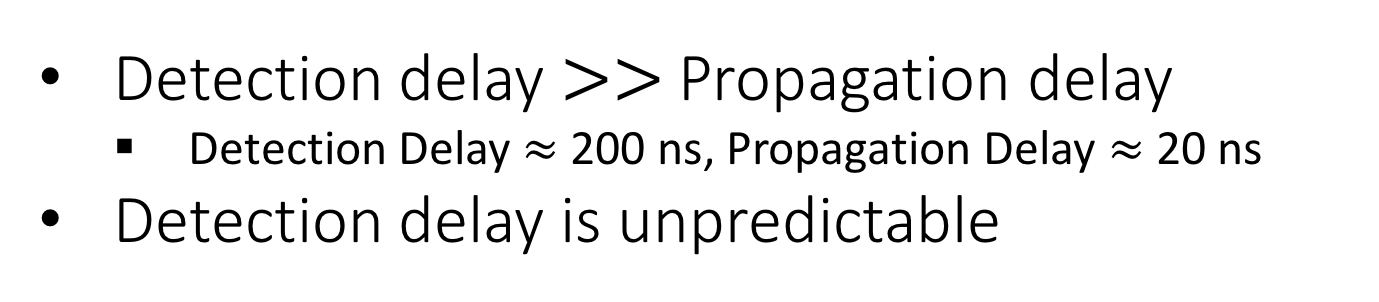 • Detection delay >> Propagation delay
▪ Detection Delay ≈ 200 ns, Propagation Delay ≈ 20 ns
• Detection delay is unpredictable